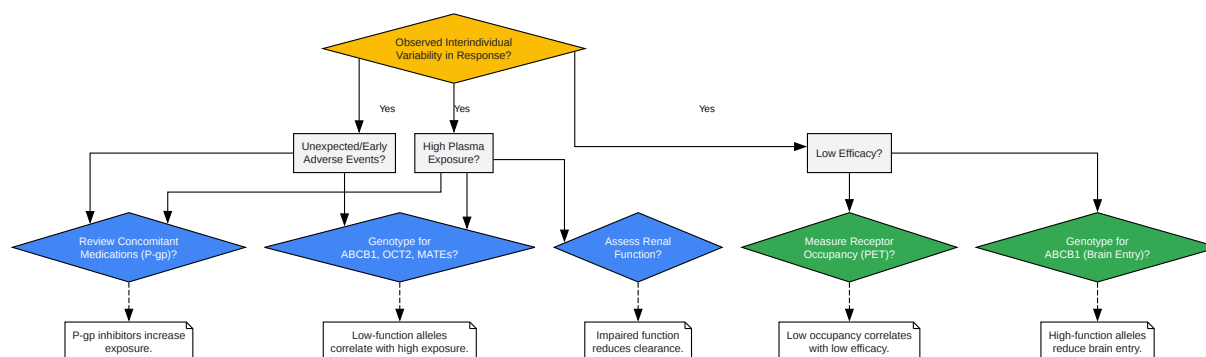 Observed Interindividual
Variability in Response?
Yes
Yes
Yes
Unexpected/Early
Adverse Events?
High Plasma
Exposure?
Low Efficacy?
Review Concomitant
Medications (P-gp)?
Genotype for
ABCB1, OCT2, MATEs?
Assess Renal
Function?
Measure Receptor
Occupancy (PET)?
Genotype for
ABCB1 (Brain Entry)?
P-gp inhibitors increase
exposure.
Low-function alleles
correlate with high exposure.
Impaired function
reduces clearance.
Low occupancy correlates
with low efficacy.
High-function alleles
reduce brain entry.